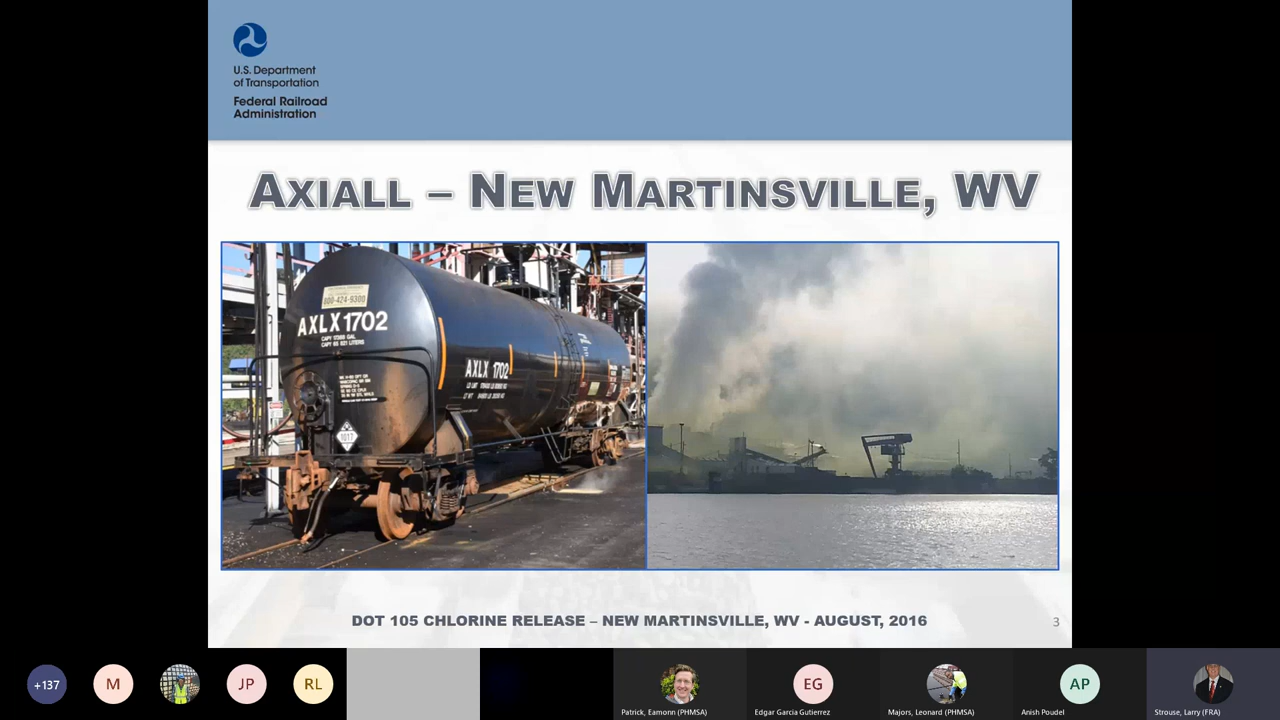 U.S. Department
of Transportation
Federal Railroad
Administration
AXIALL – NEW MARTINSVILLE, WV
800-424-9300
AXLX 1702
AXLX 1702
1017
DOT 105 CHLORINE RELEASE – NEW MARTINSVILLE, WV - AUGUST, 2016
3
+137
M
JP
RL
EG
AP
Patrick, Eamonn (PHMSA)
Edgar Garcia Gutierrez
Majors, Leonard (PHMSA)
Anish Poudel
Strouse, Larry (FRA)